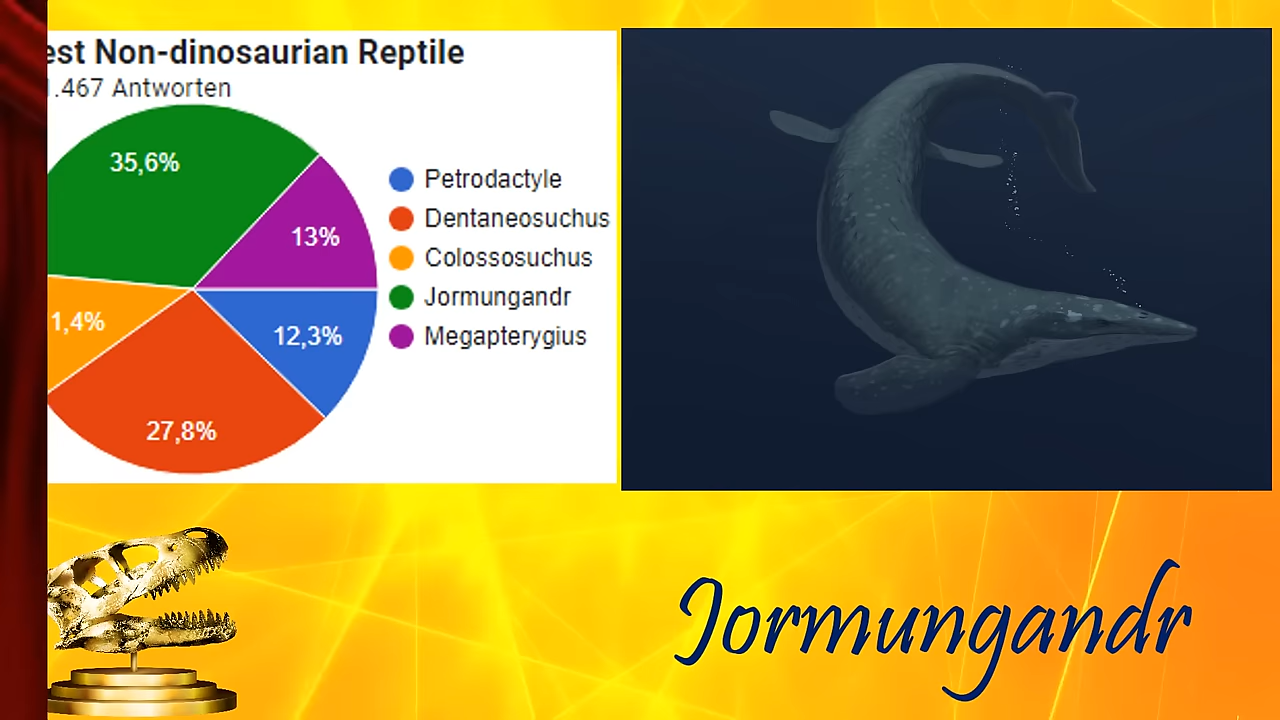 est Non-dinosaurian Reptile
.467 Antworten
35,6%
13%
1,4%
12,3%
27,8%
Petrodactyle
Dentaneosuchus
Colossosuchus
Jormungandr
Megapterygius
Jormungandr